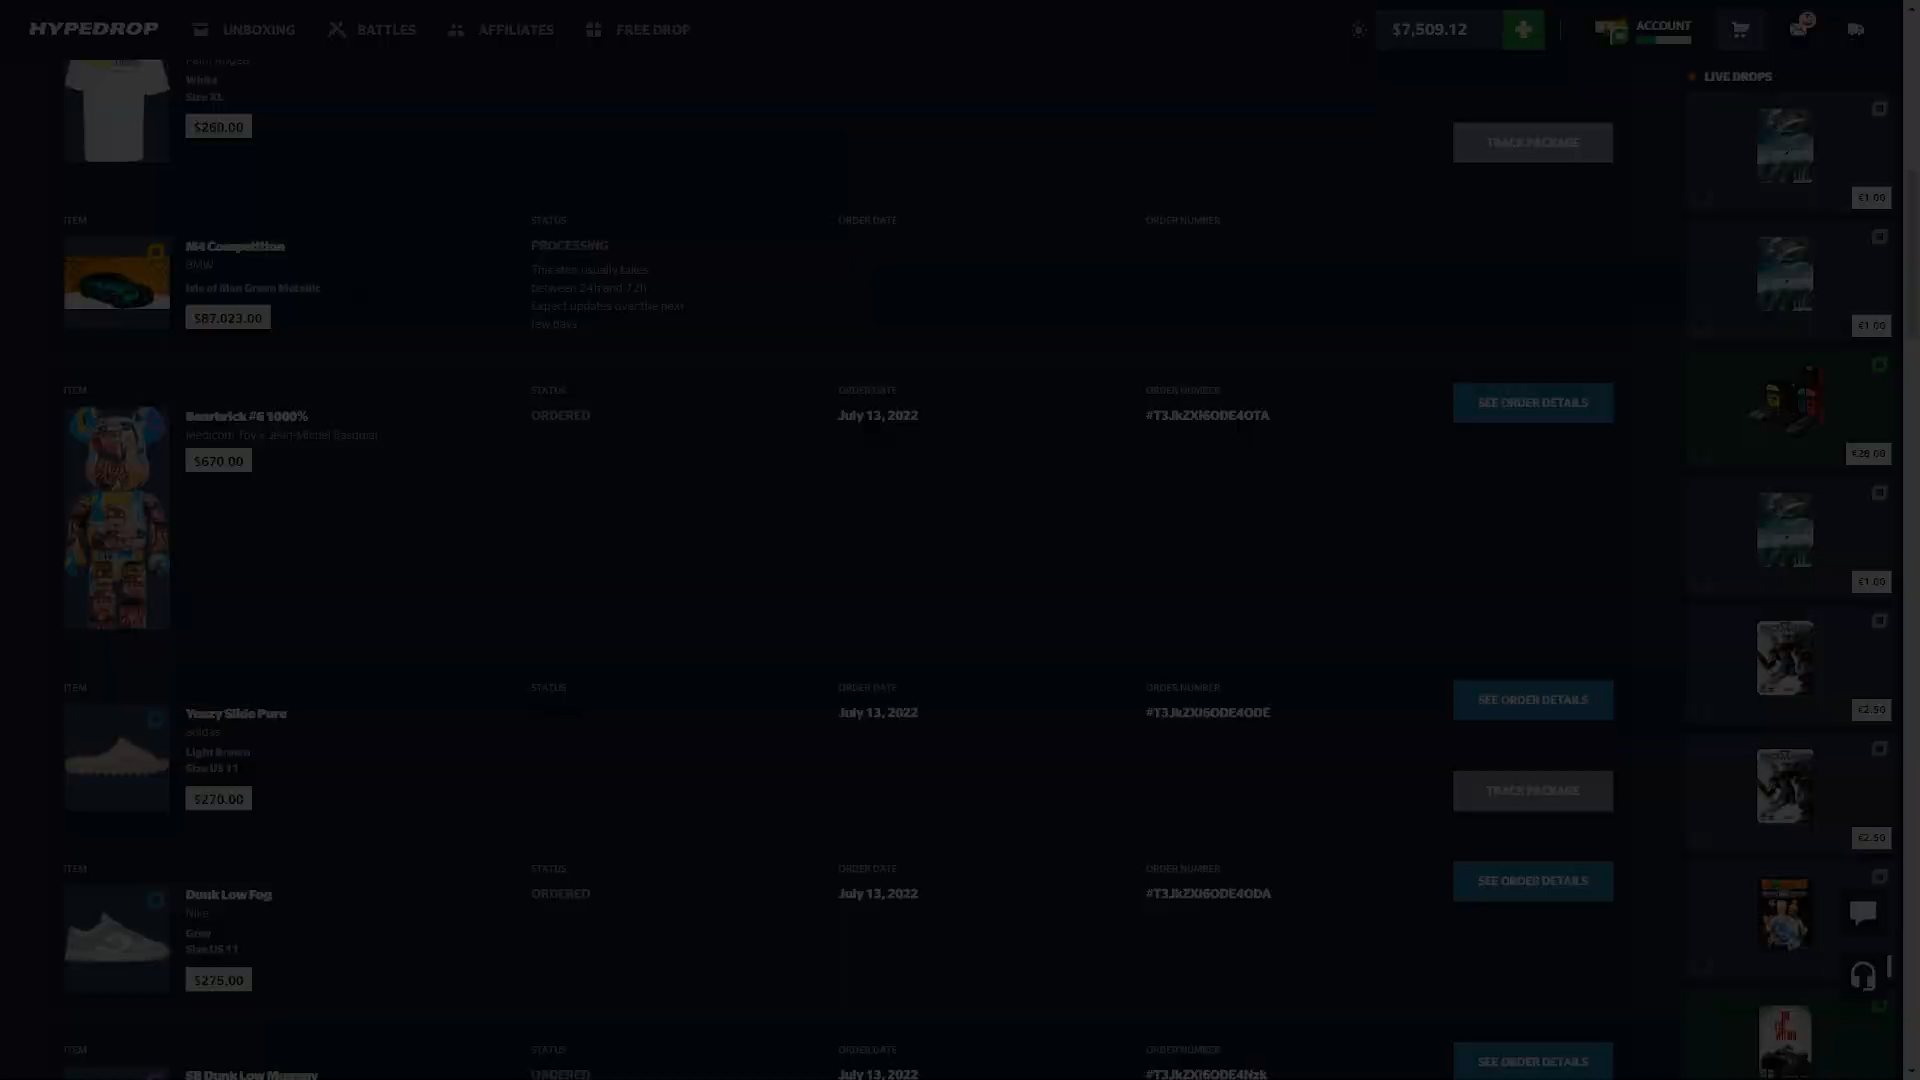 HYPEDROP UNBOXING BATTLES AFFILIATES FREE DROP $7,509.12 ACCOUNT
LIVE DROPS
Palm Angels
White
Size XL
$260.00
TRACK PACKAGE
€1.00
ITEM STATUS ORDER DATE ORDER NUMBER
M4 Competition PROCESSING
BMW
This step usually takes
Isle of Man Green Metallic between 24h and 72h
Expect updates over the next
$87,023.00
few days
€1.00
ITEM STATUS ORDER DATE ORDER NUMBER
Bearbrick #6 1000% ORDERED July 13, 2022 SEE ORDER DETAILS
Medicom Toy x Jean-Michel Basquiat
$670.00
€28.00
€1.00
ITEM STATUS ORDER DATE ORDER NUMBER
Yeezy Slide Pure July 13, 2022 SEE ORDER DETAILS
adidas
Light Brown
Size US 11
$270.00
TRACK PACKAGE
€2.50
€2.50
ITEM STATUS ORDER DATE ORDER NUMBER
Dunk Low Fog ORDERED July 13, 2022 SEE ORDER DETAILS
Nike
Grey
Size US 11
$275.00
ITEM STATUS ORDER DATE ORDER NUMBER
SB Dunk Low Mummy ORDERED July 13, 2022 SEE ORDER DETAILS